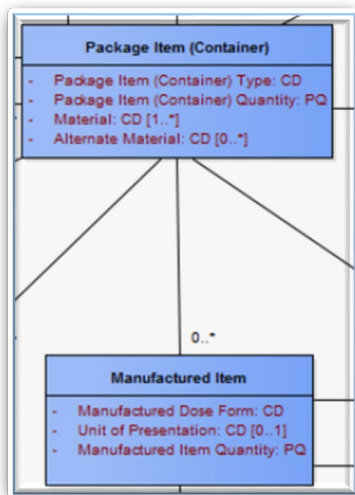 Package Item (Container)
- Package Item (Container) Type: CD
- Package Item (Container) Quantity: PQ
- Material: CD [1..*]
- Alternate Material: CD [0..*]
0..*
Manufactured Item
- Manufactured Dose Form: CD
- Unit of Presentation: CD [0..1]
- Manufactured Item Quantity: PQ